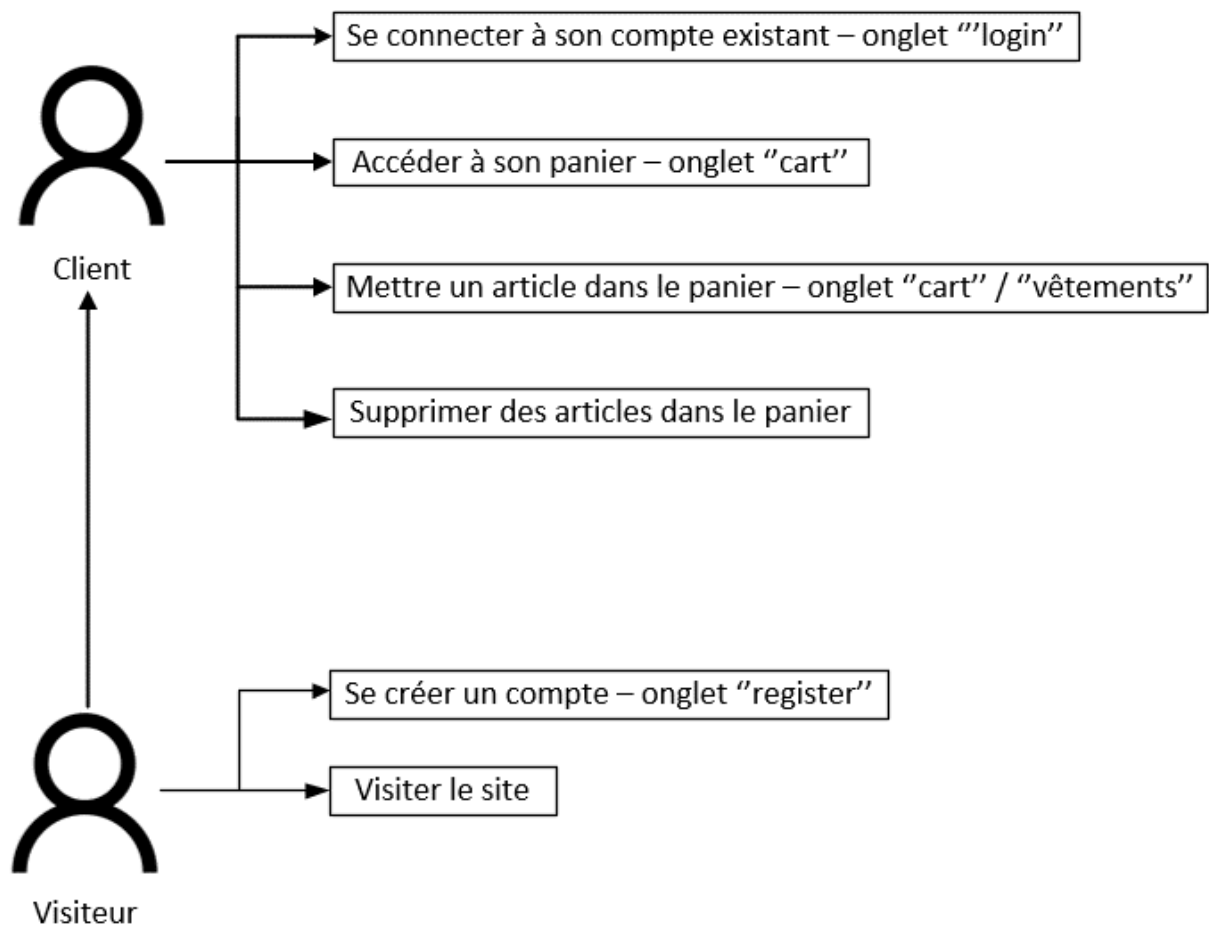 Se connecter à son compte existant – onglet “’login’’
Accéder à son panier – onglet ‘’cart’’
Client
Mettre un article dans le panier – onglet ‘’cart’’ / ‘’vêtements’’
Supprimer des articles dans le panier
Se créer un compte – onglet ‘’register’’
Visiter le site
Visiteur